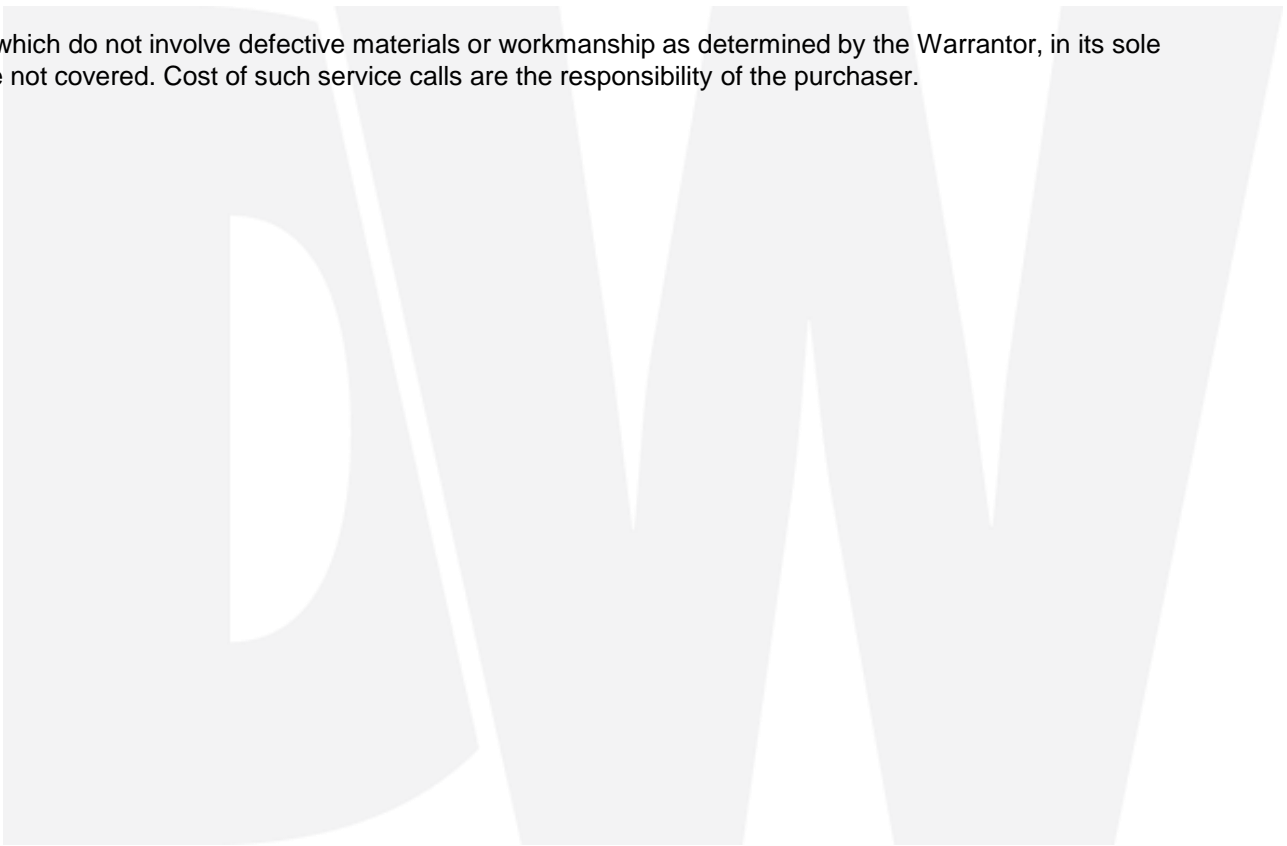 which do not involve defective materials or workmanship as determined by the Warrantor, in its sole
not covered. Cost of such service calls are the responsibility of the purchaser.
DW